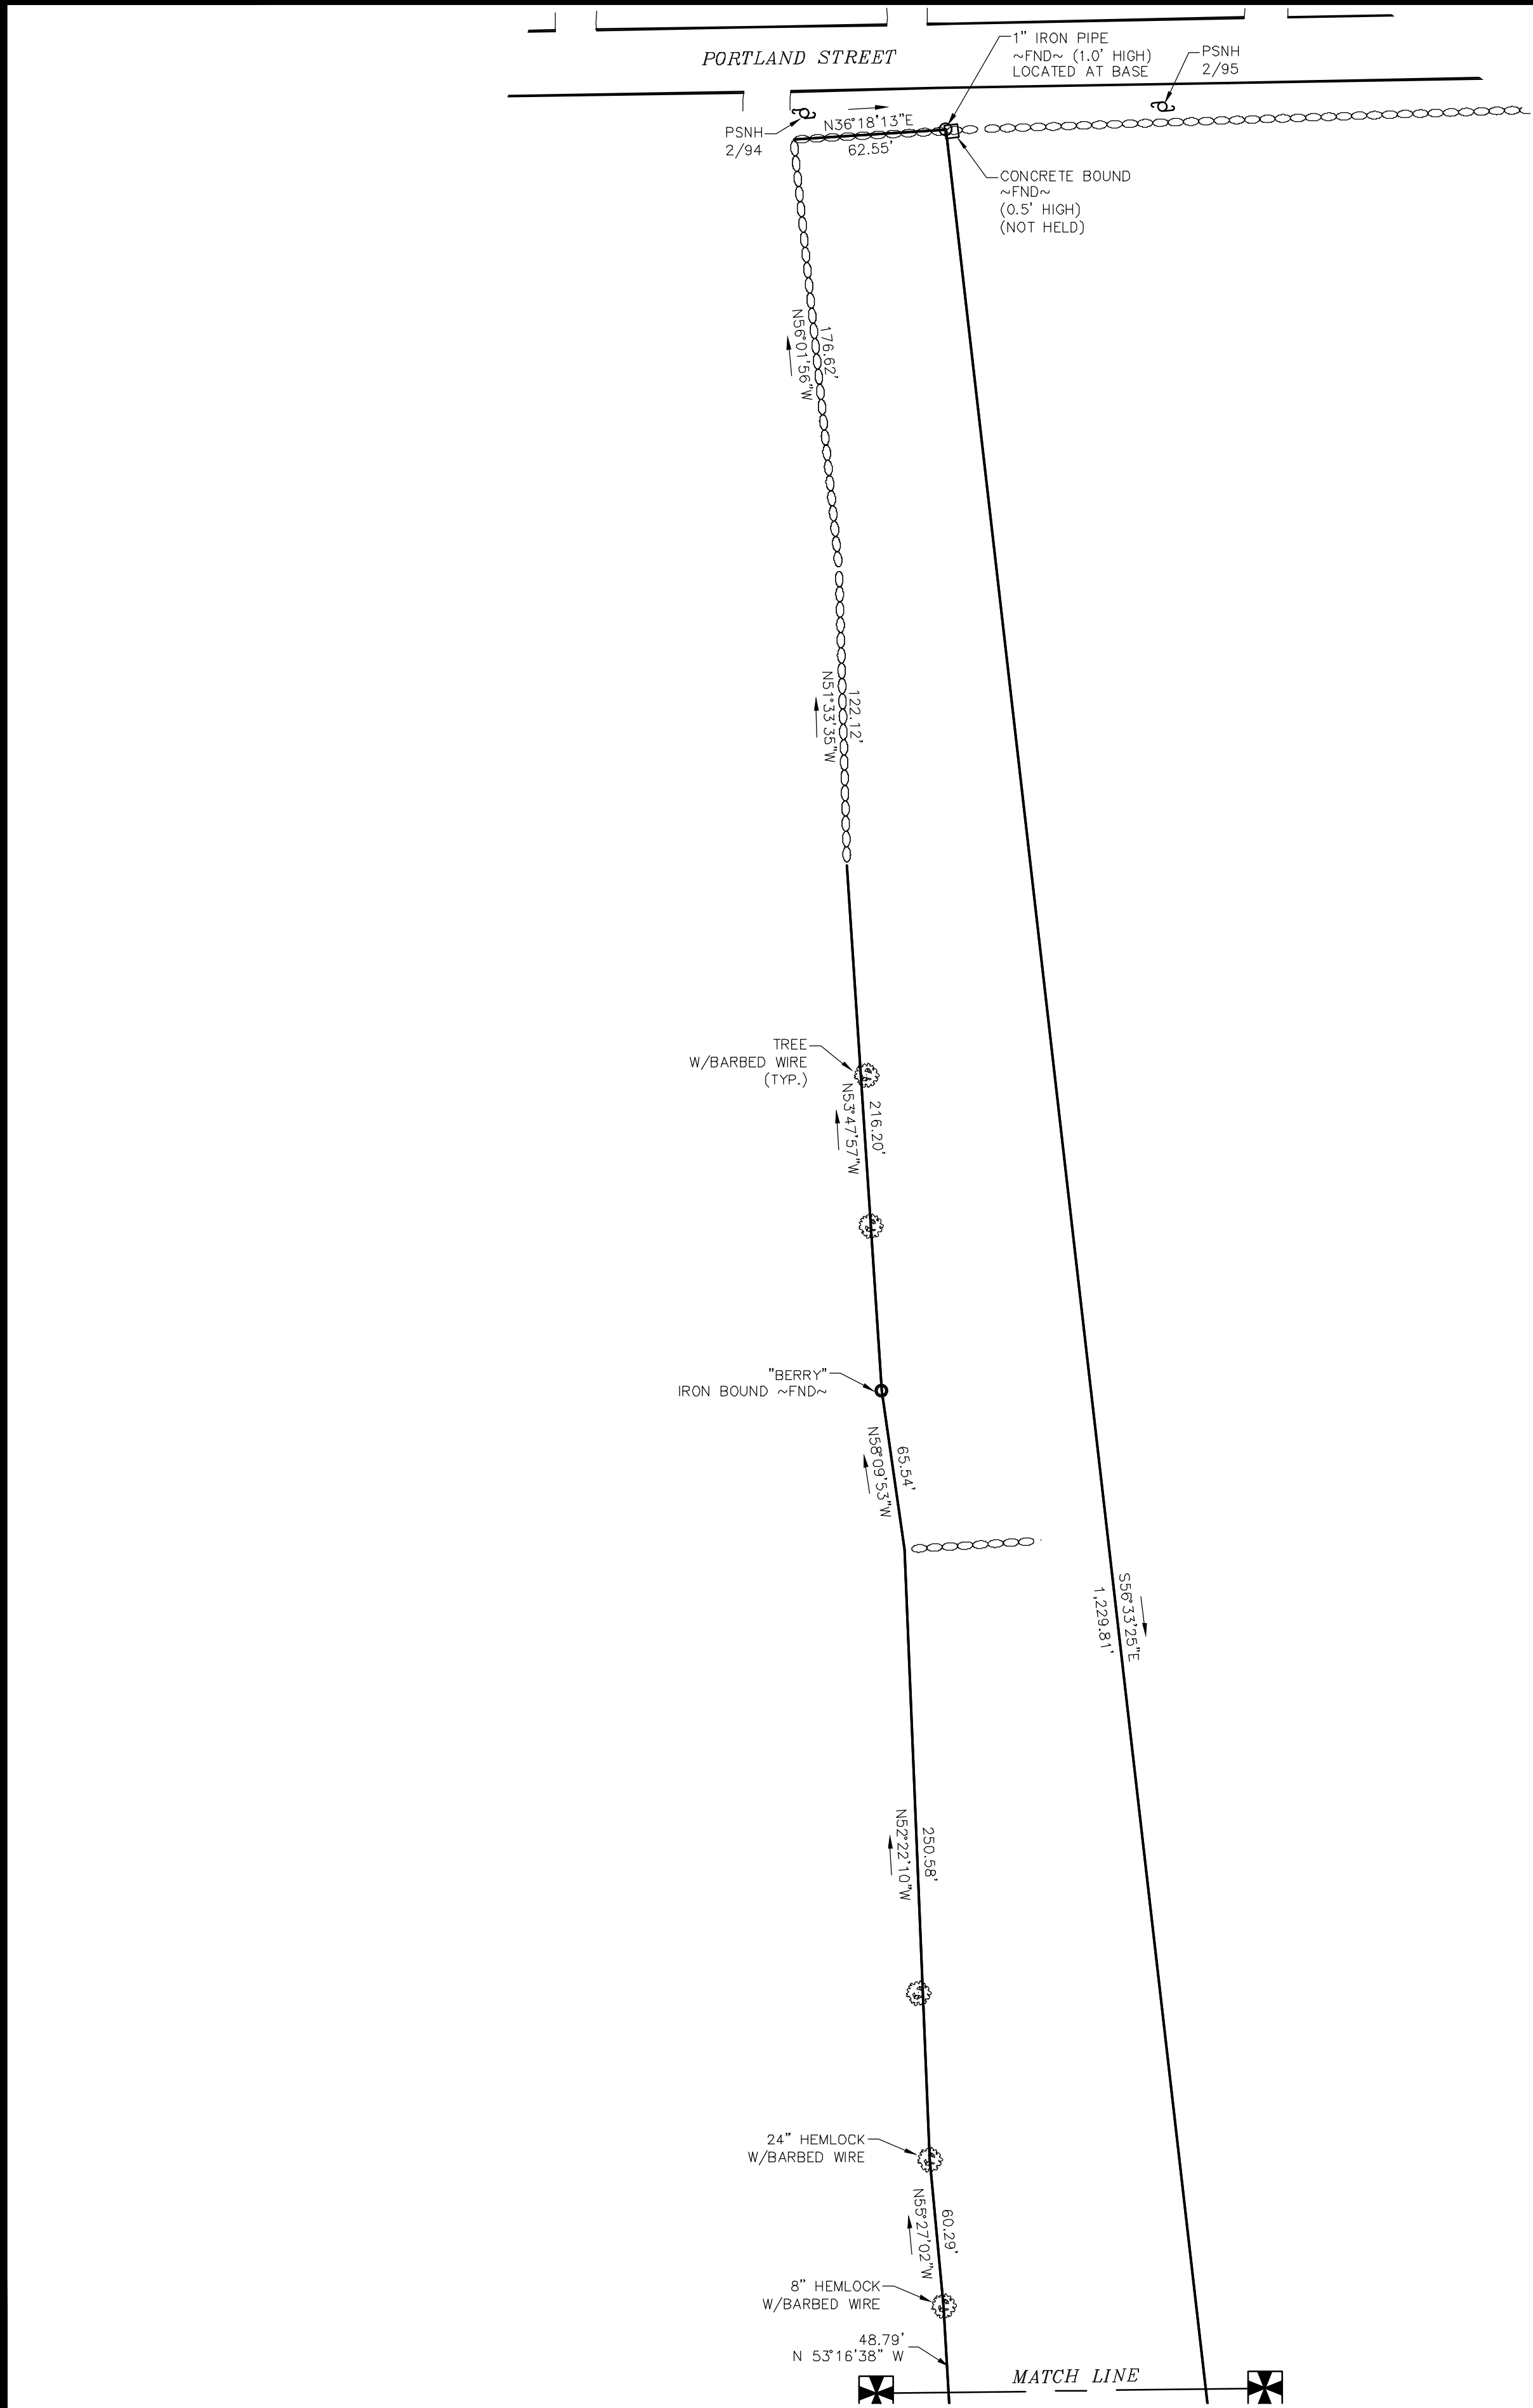 PORTLAND STREET
1" IRON PIPE
~FND~ (1.0' HIGH)
LOCATED AT BASE
PSNH
2/95
PSNH
2/94
N36°18'13"E
62.55'
CONCRETE BOUND
~FND~
(0.5' HIGH)
(NOT HELD)
176.62'
N56°01'56"W
122.12'
N51°33'35"W
TREE
W/BARBED WIRE
(TYP.)
216.20'
N53°47'57"W
"BERRY"
IRON BOUND ~FND~
65.54'
N58°09'53"W
S56°33'25"E
1,229.81'
250.58'
N52°22'10"W
24" HEMLOCK
W/BARBED WIRE
60.29'
N55°27'02"W
8" HEMLOCK
W/BARBED WIRE
48.79'
N 53°16'38" W
MATCH LINE